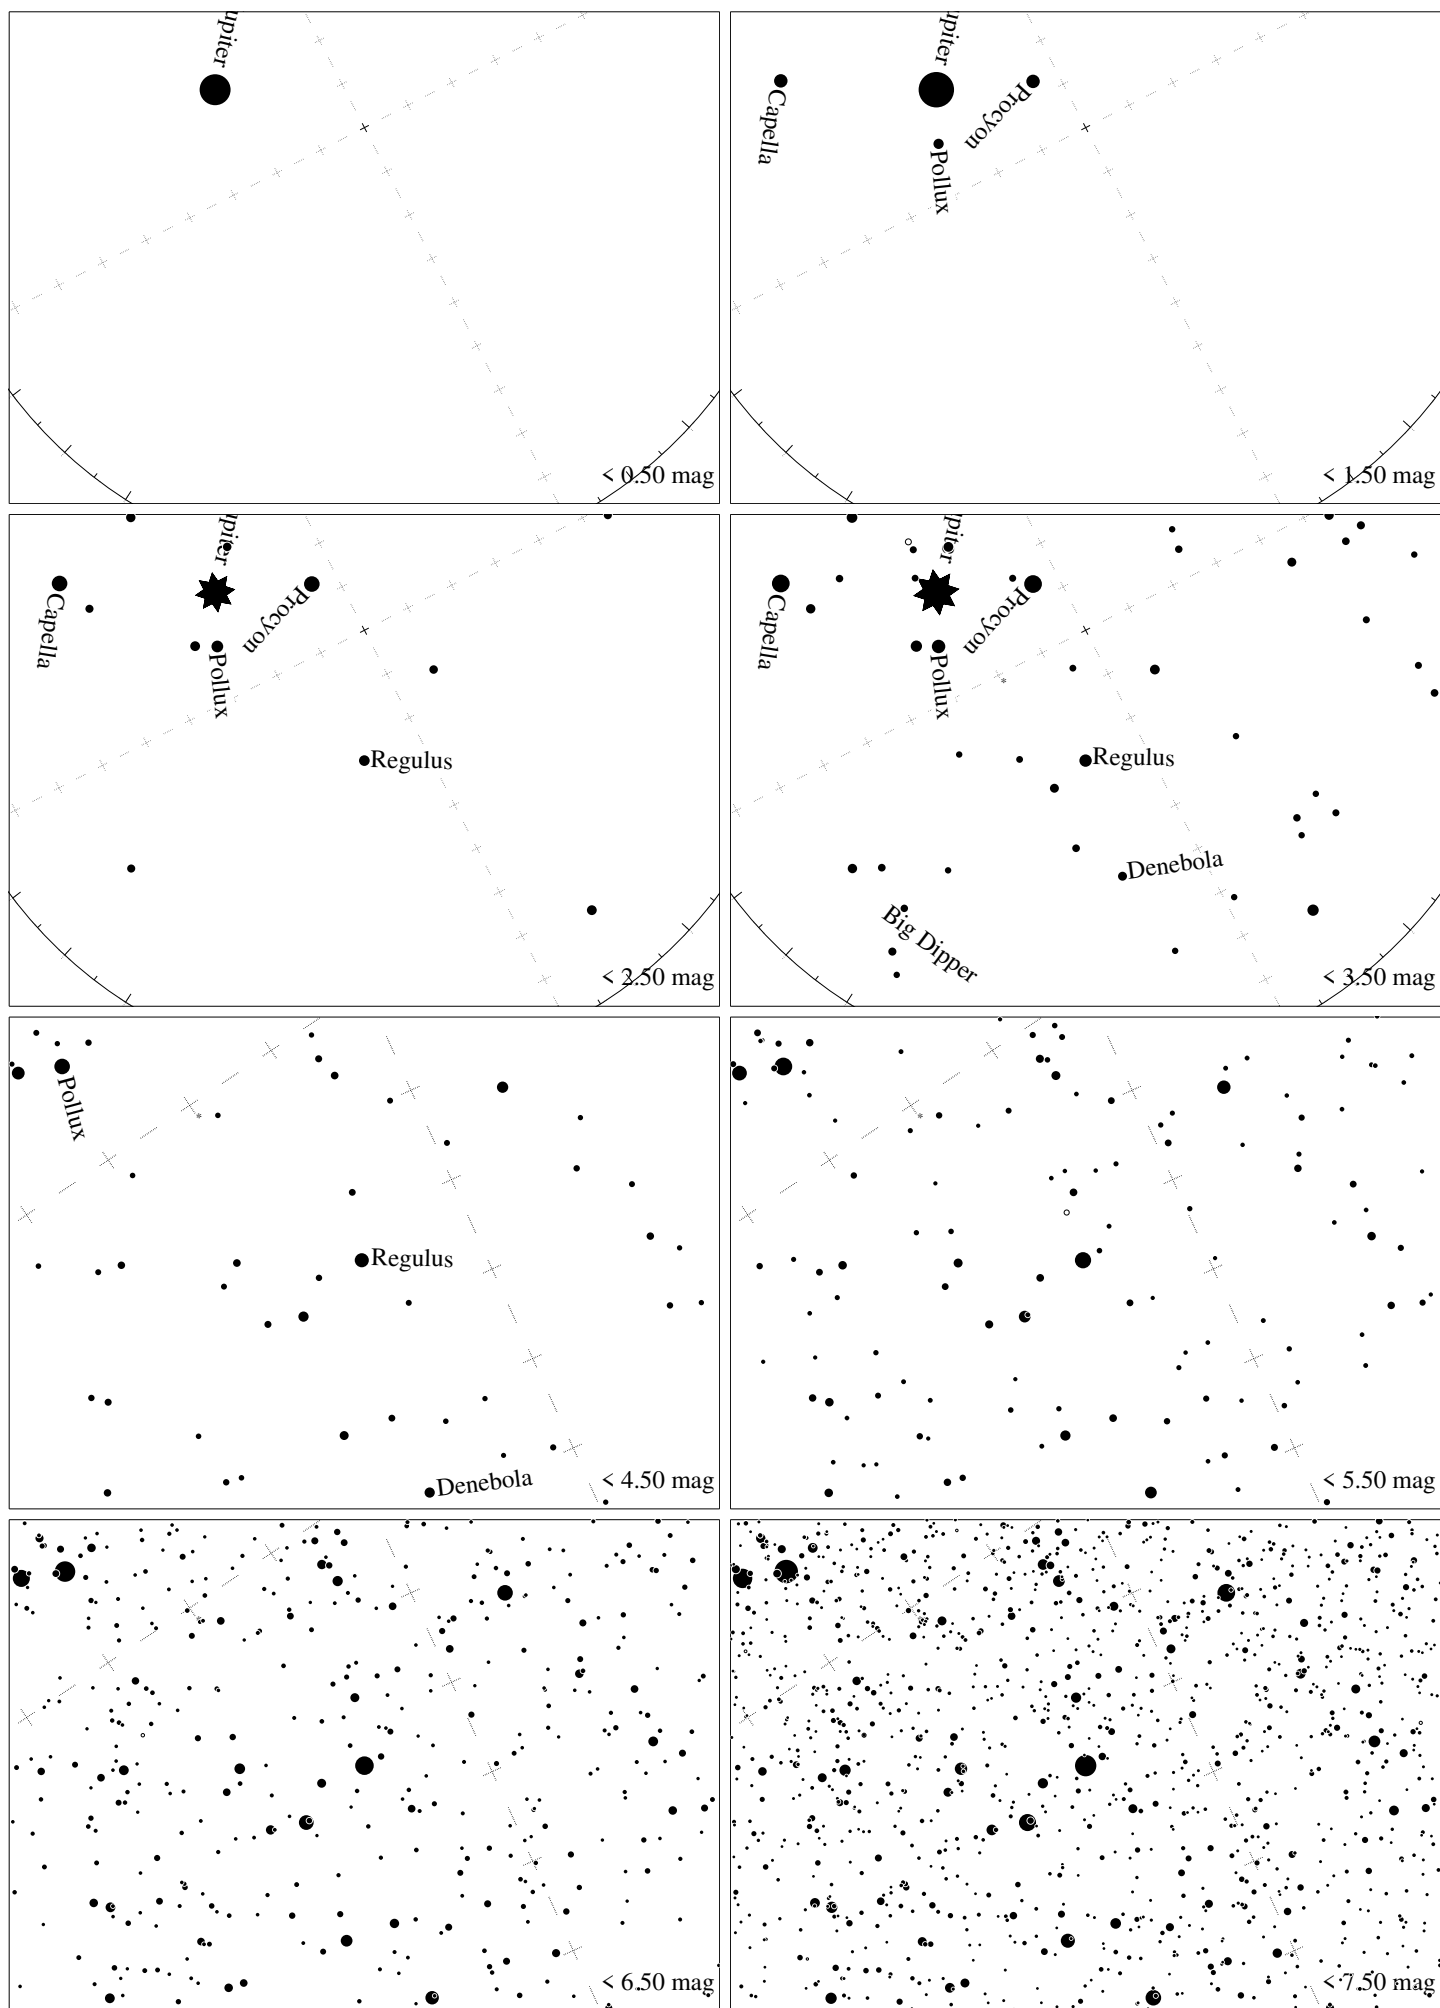 upiter
< 0.50 mag
upiter
Capella
Procyon
Pollux
< 1.50 mag
upiter
Capella
Procyon
Pollux
Regulus
< 2.50 mag
upiter
Capella
Procyon
Pollux
Regulus
Denebola
Big Dipper
< 3.50 mag
Pollux
Regulus
Denebola
< 4.50 mag
< 5.50 mag
< 6.50 mag
< 7.50 mag